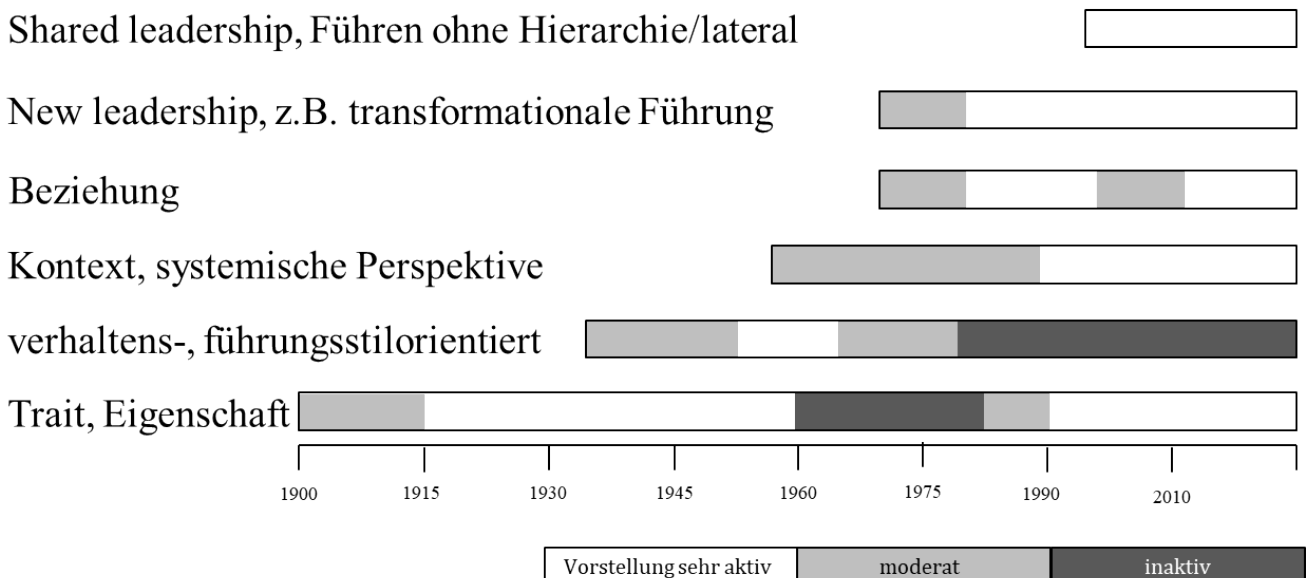 Shared leadership, Führen ohne Hierarchie/lateral
New leadership, z.B. transformationale Führung
Beziehung
Kontext, systemische Perspektive
verhaltens-, führungsstilorientiert
Trait, Eigenschaft
1900 1915 1930 1945 1960 1975 1990 2010
Vorstellung sehr aktiv moderat inaktiv